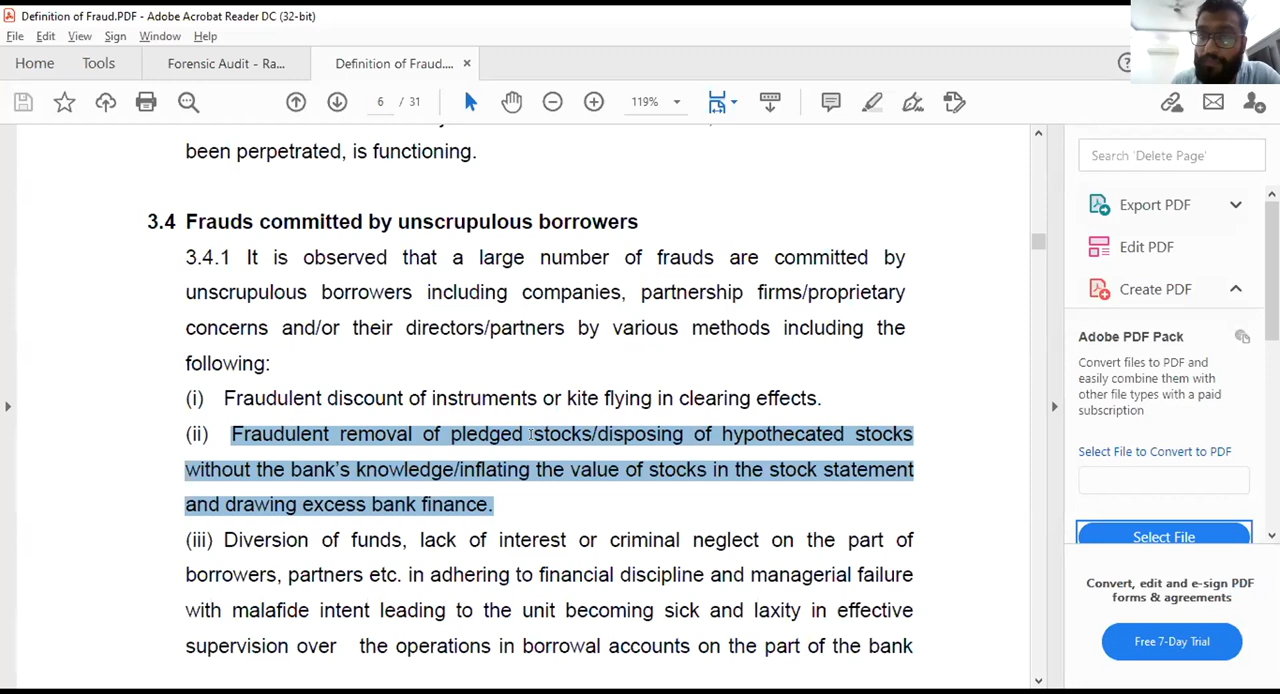 Definition of Fraud.PDF - Adobe Acrobat Reader DC (32-bit)
File Edit View Sign Window Help
Home Tools Forensic Audit - Ra... Definition of Fraud.... ×
6 / 31 119%
been perpetrated, is functioning.
3.4 Frauds committed by unscrupulous borrowers
3.4.1 It is observed that a large number of frauds are committed by
unscrupulous borrowers including companies, partnership firms/proprietary
concerns and/or their directors/partners by various methods including the
following:
(i) Fraudulent discount of instruments or kite flying in clearing effects.
(ii) Fraudulent removal of pledged stocks/disposing of hypothecated stocks
without the bank's knowledge/inflating the value of stocks in the stock statement
and drawing excess bank finance.
(iii) Diversion of funds, lack of interest or criminal neglect on the part of
borrowers, partners etc. in adhering to financial discipline and managerial failure
with malafide intent leading to the unit becoming sick and laxity in effective
supervision over the operations in borrowal accounts on the part of the bank
Search 'Delete Page'
Export PDF
Edit PDF
Create PDF
Adobe PDF Pack
Convert files to PDF and
easily combine them with
other file types with a paid
subscription
Select File to Convert to PDF
Select File
Convert, edit and e-sign PDF
forms & agreements
Free 7-Day Trial